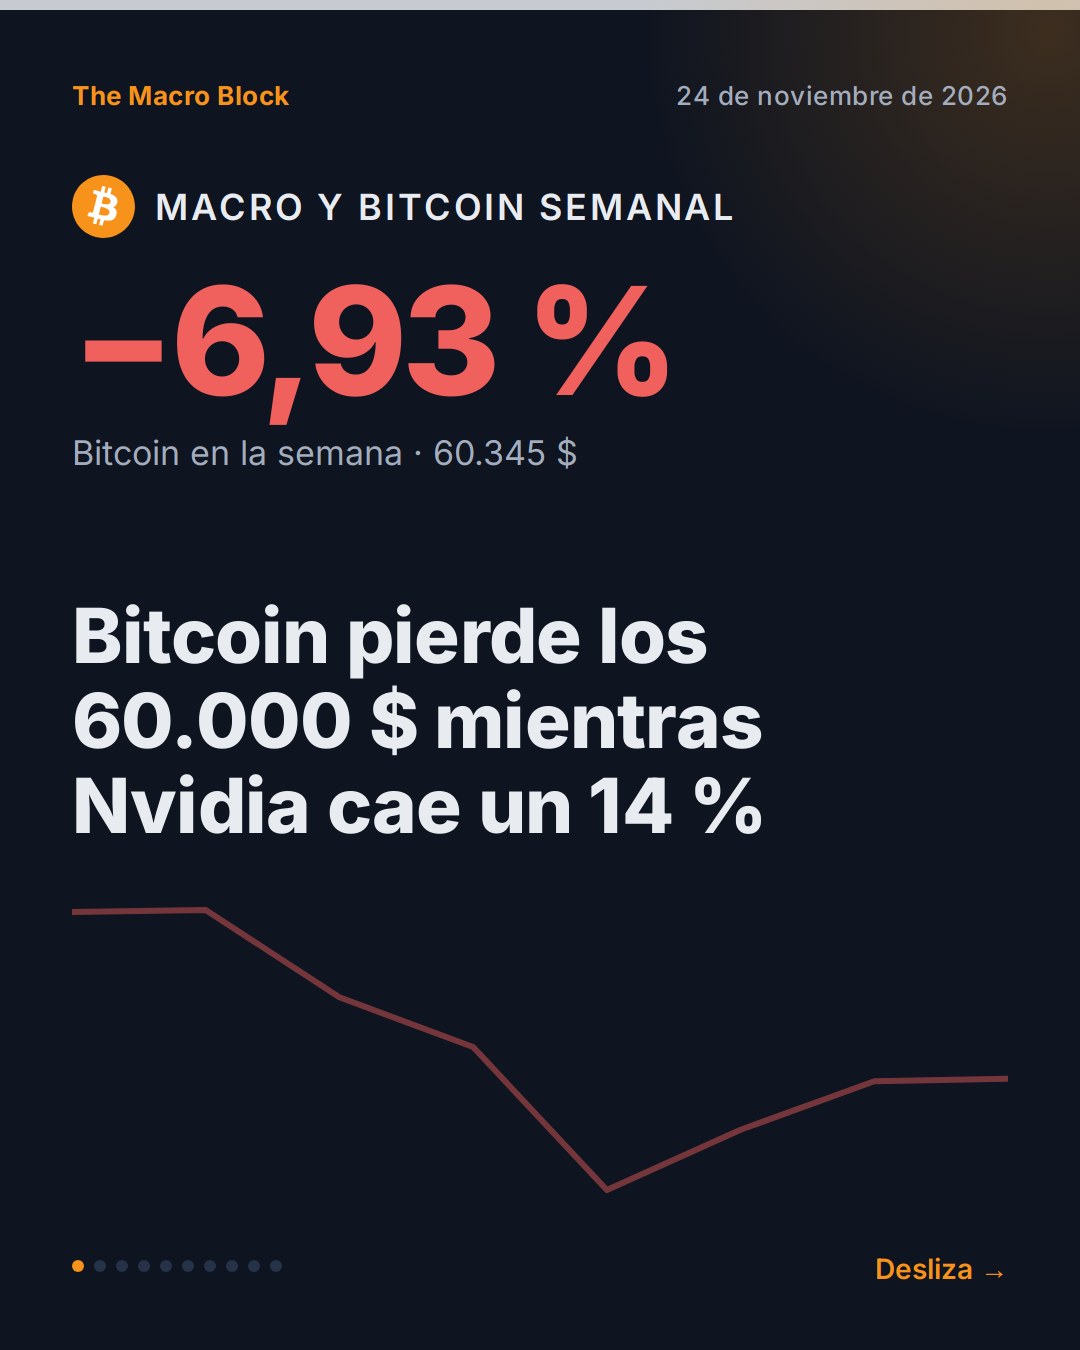 The Macro Block
24 de noviembre de 2026
MACRO Y BITCOIN SEMANAL
−6,93 %
Bitcoin en la semana · 60.345 $
Bitcoin pierde los
60.000 $ mientras
Nvidia cae un 14 %
Desliza →